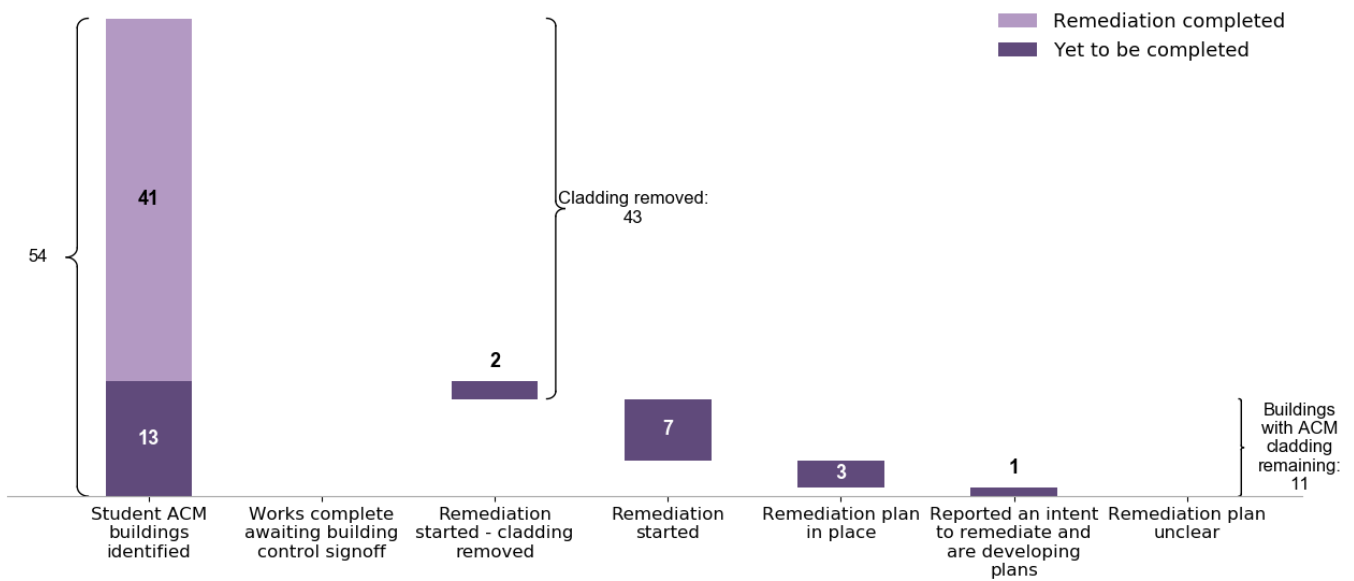 Remediation completed
Yet to be completed
54
41
13
Cladding removed:
43
2
7
3
1
Buildings
with ACM
cladding
remaining:
11
Student ACM
buildings
identified
Works complete
awaiting building
control signoff
Remediation
started - cladding
removed
Remediation
started
Remediation plan
in place
Reported an intent
to remediate and
are developing
plans
Remediation plan
unclear